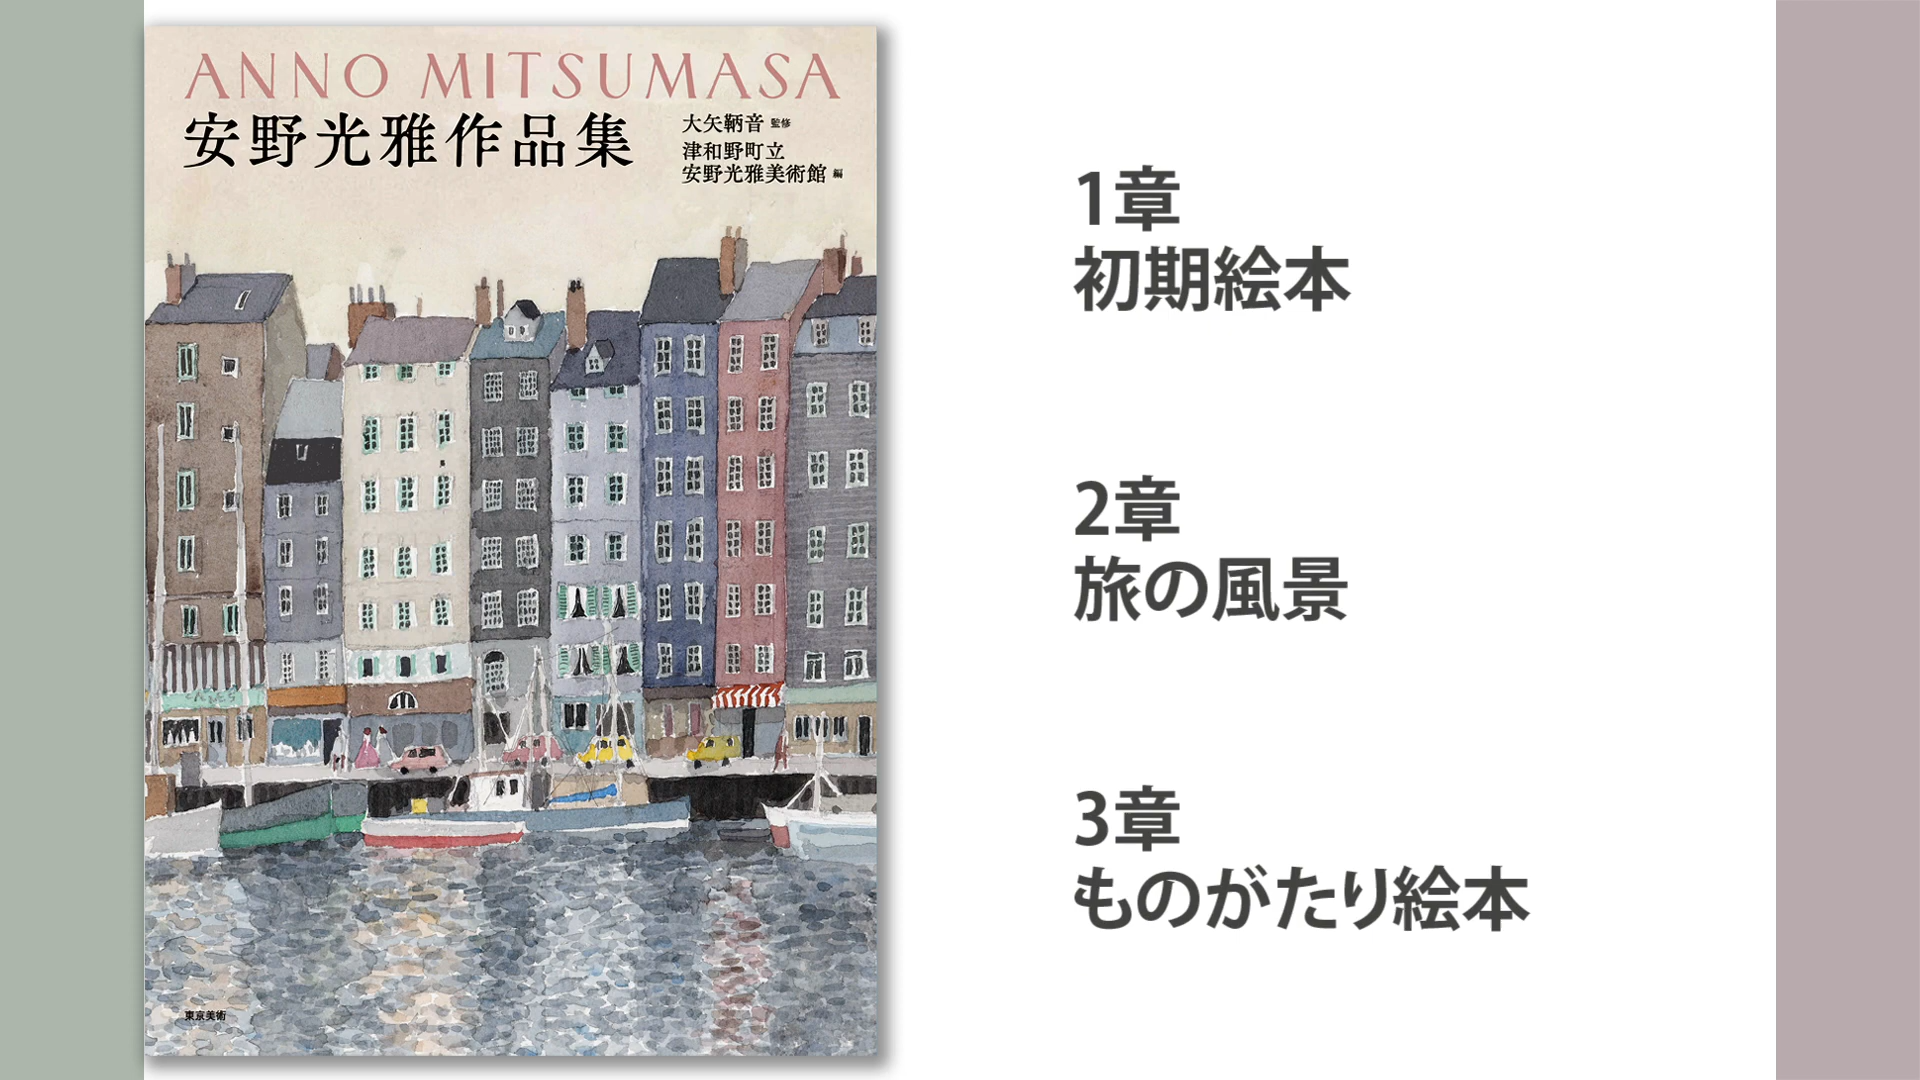 ANNO MITSUMASA
安野光雅作品集
大矢鞆音 監修
津和野町立
安野光雅美術館 編
東京美術
1章
初期絵本
2章
旅の風景
3章
ものがたり絵本